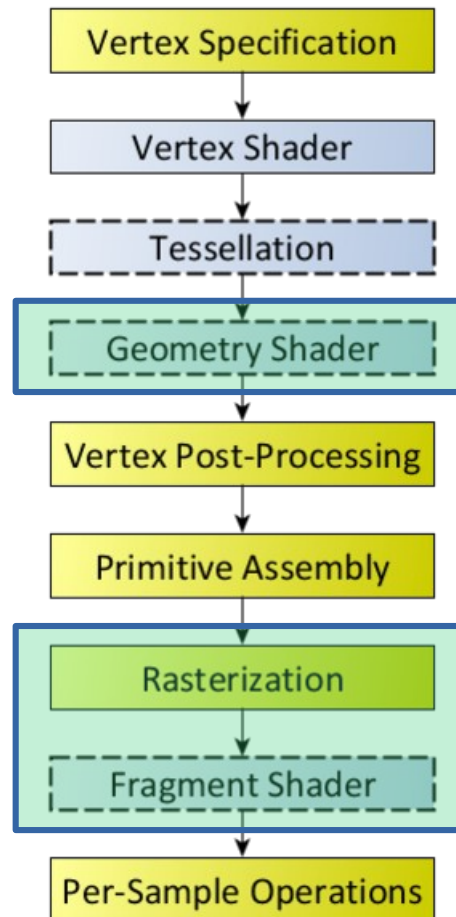 Vertex Specification
Vertex Shader
Tessellation
Geometry Shader
Vertex Post-Processing
Primitive Assembly
Rasterization
Fragment Shader
Per-Sample Operations